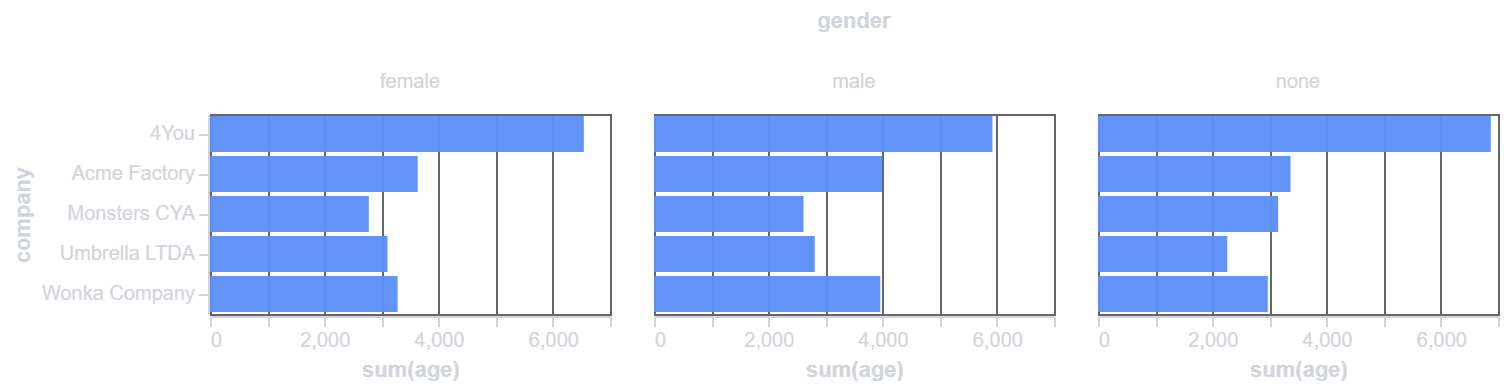 gender
female male none
company
4You
Acme Factory
Monsters CYA
Umbrella LTDA
Wonka Company
0 2,000 4,000 6,000 0 2,000 4,000 6,000 0 2,000 4,000 6,000
sum(age) sum(age) sum(age)